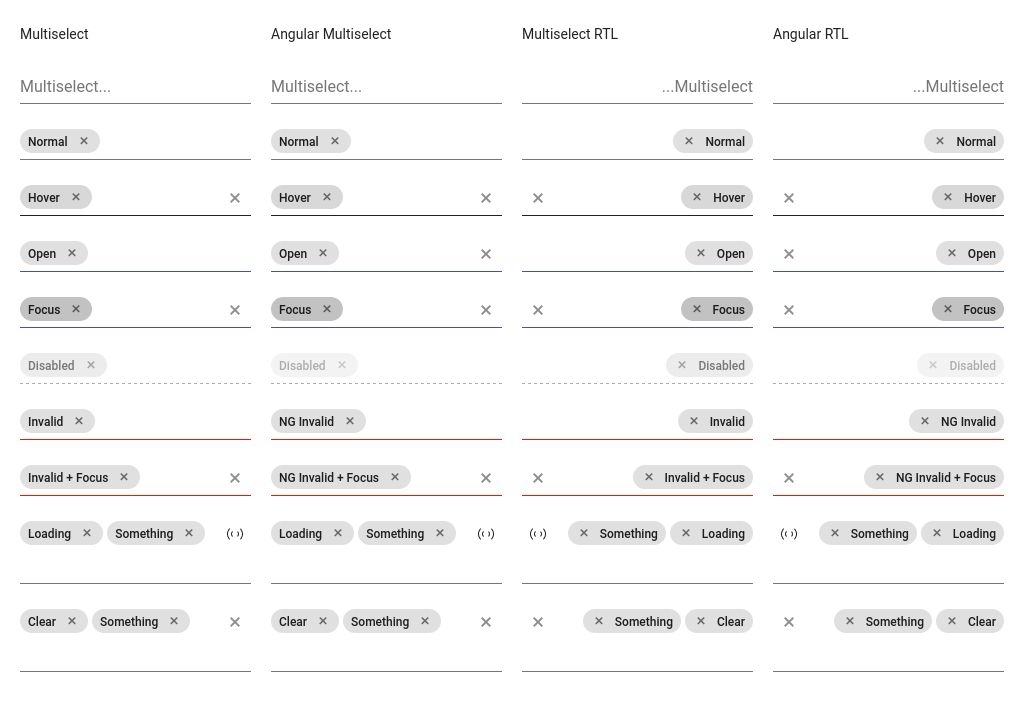 Multiselect Angular Multiselect Multiselect RTL Angular RTL
Multiselect... Multiselect... ...Multiselect ...Multiselect
Normal Normal Normal Normal
Hover Hover Hover Hover
Open Open Open Open
Focus Focus Focus Focus
Disabled Disabled Disabled Disabled
Invalid NG Invalid Invalid NG Invalid
Invalid + Focus NG Invalid + Focus Invalid + Focus NG Invalid + Focus
Loading Something Loading Something Something Loading Something Loading
Clear Something Clear Something Something Clear Something Clear